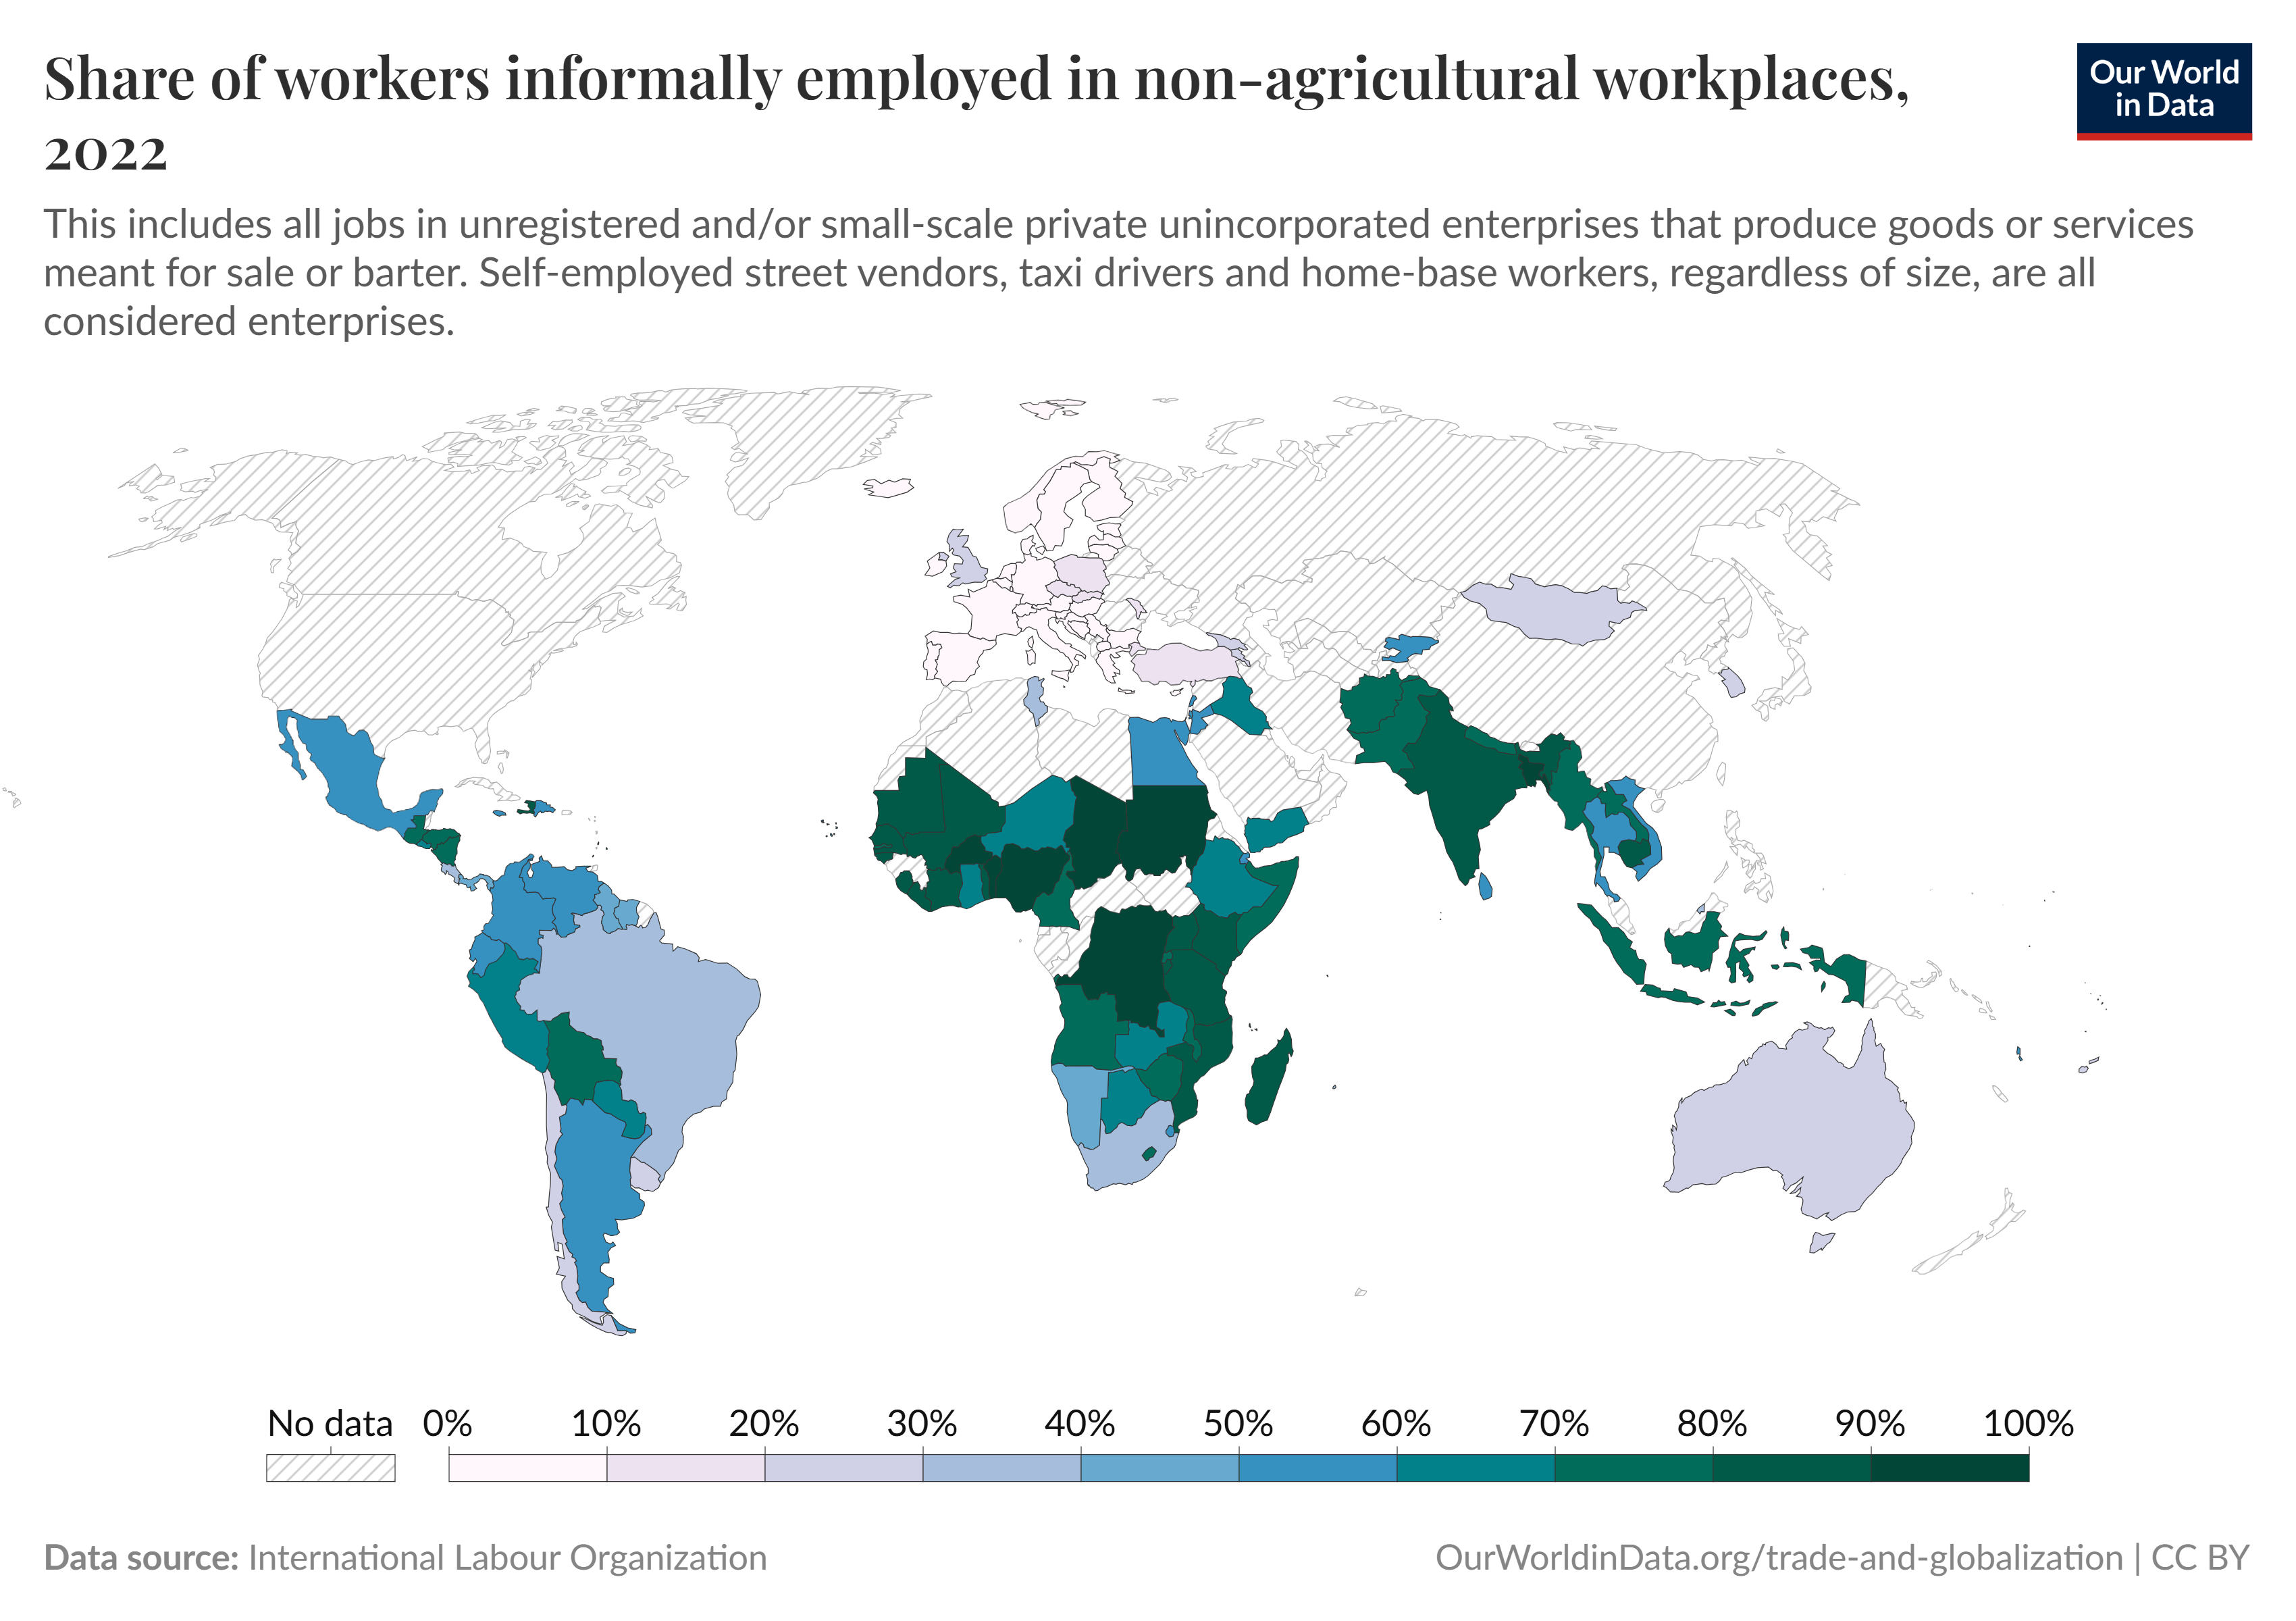 Share of workers informally employed in non-agricultural workplaces,
2022
Our World
in Data
This includes all jobs in unregistered and/or small-scale private unincorporated enterprises that produce goods or services
meant for sale or barter. Self-employed street vendors, taxi drivers and home-base workers, regardless of size, are all
considered enterprises.
No data 0% 10% 20% 30% 40% 50% 60% 70% 80% 90% 100%
Data source: International Labour Organization
OurWorldinData.org/trade-and-globalization | CC BY